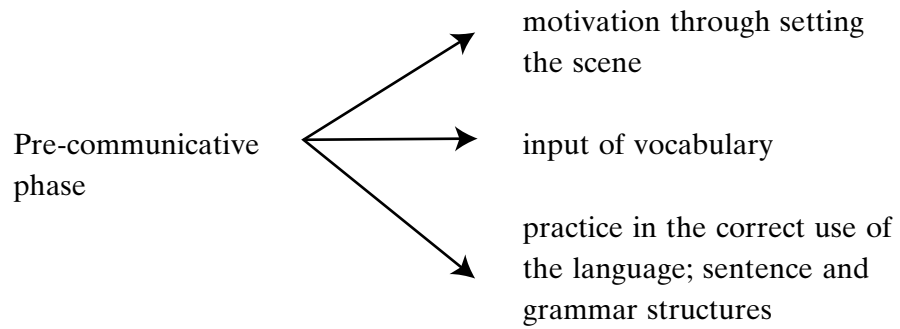 motivation through setting
the scene
Pre-communicative
phase
input of vocabulary
practice in the correct use of
the language; sentence and
grammar structures